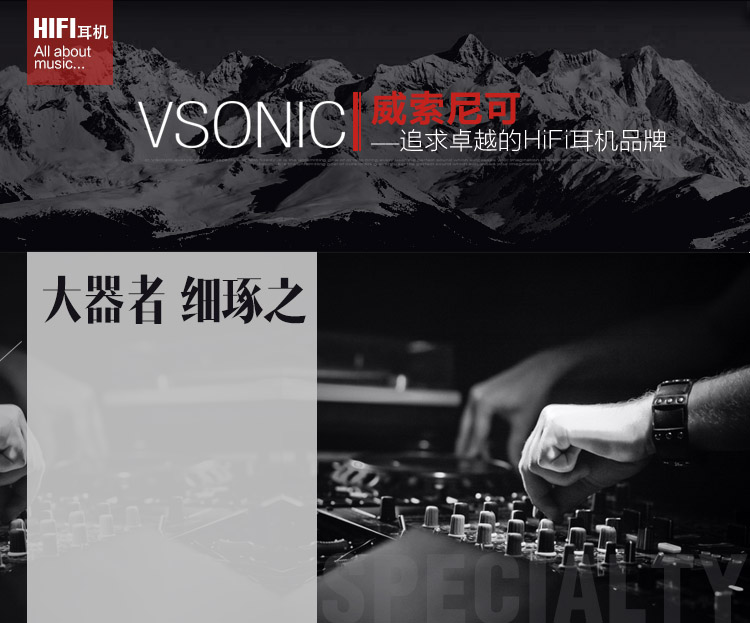 HIFI耳机
All about
music...
VSONIC
威索尼可
——追求卓越的HiFi耳机品牌
大器者 细琢之
SPECIALTY